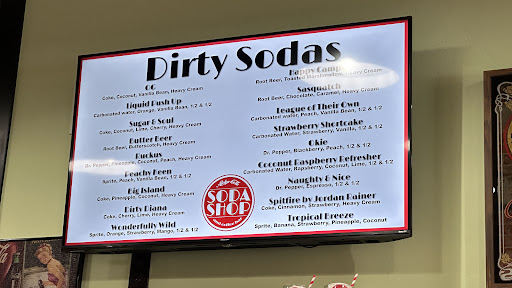 Dirty Sodas
OG
Coke, Coconut, Vanilla Bean, Heavy Cream
Liquid Push Up
Carbonated water, Orange, Vanilla Bean, 1/2 & 1/2
Sugar & Soul
Coke, Coconut, Lime, Cherry, Heavy Cream
Butter Beer
Root Beer, Butterscotch, Heavy Cream
Ruckus
Dr. Pepper, Pineapple, Coconut, Peach, Heavy Cream
Peachy Peen
Sprite, Peach, Vanilla Bean, 1/2 & 1/2
Big Island
Coke, Pineapple, Coconut, Heavy Cream
Dirty Diana
Coke, Cherry, Lime, Heavy Cream
Wonderfully Wild
Sprite, Orange, Strawberry, Mango, 1/2 & 1/2
Happy Camp
Root Beer, Toasted Marshmallow, Heavy Cream
Sasquatch
Root Beer, Chocolate, Caramel, Heavy Cream
League of Their Own
Carbonated water, Peach, Vanilla, 1/2 & 1/2
Strawberry Shortcake
Carbonated Water, Strawberry, Vanilla, 1/2 & 1/2
Okie
Dr. Pepper, Blackberry, Peach, 1/2 & 1/2
Coconut Raspberry Refresher
Carbonated Water, Rapsberry, Coconut, Lime, 1/2 & 1/2
Naughty & Nice
Dr. Pepper, Espresso, 1/2 & 1/2
Spitfire by Jordan Rainer
Coke, Cinnamon, Strawberry, Heavy Cream
Tropical Breeze
Sprite, Banana, Strawberry, Pineapple, Coconut
SODA
SHOP